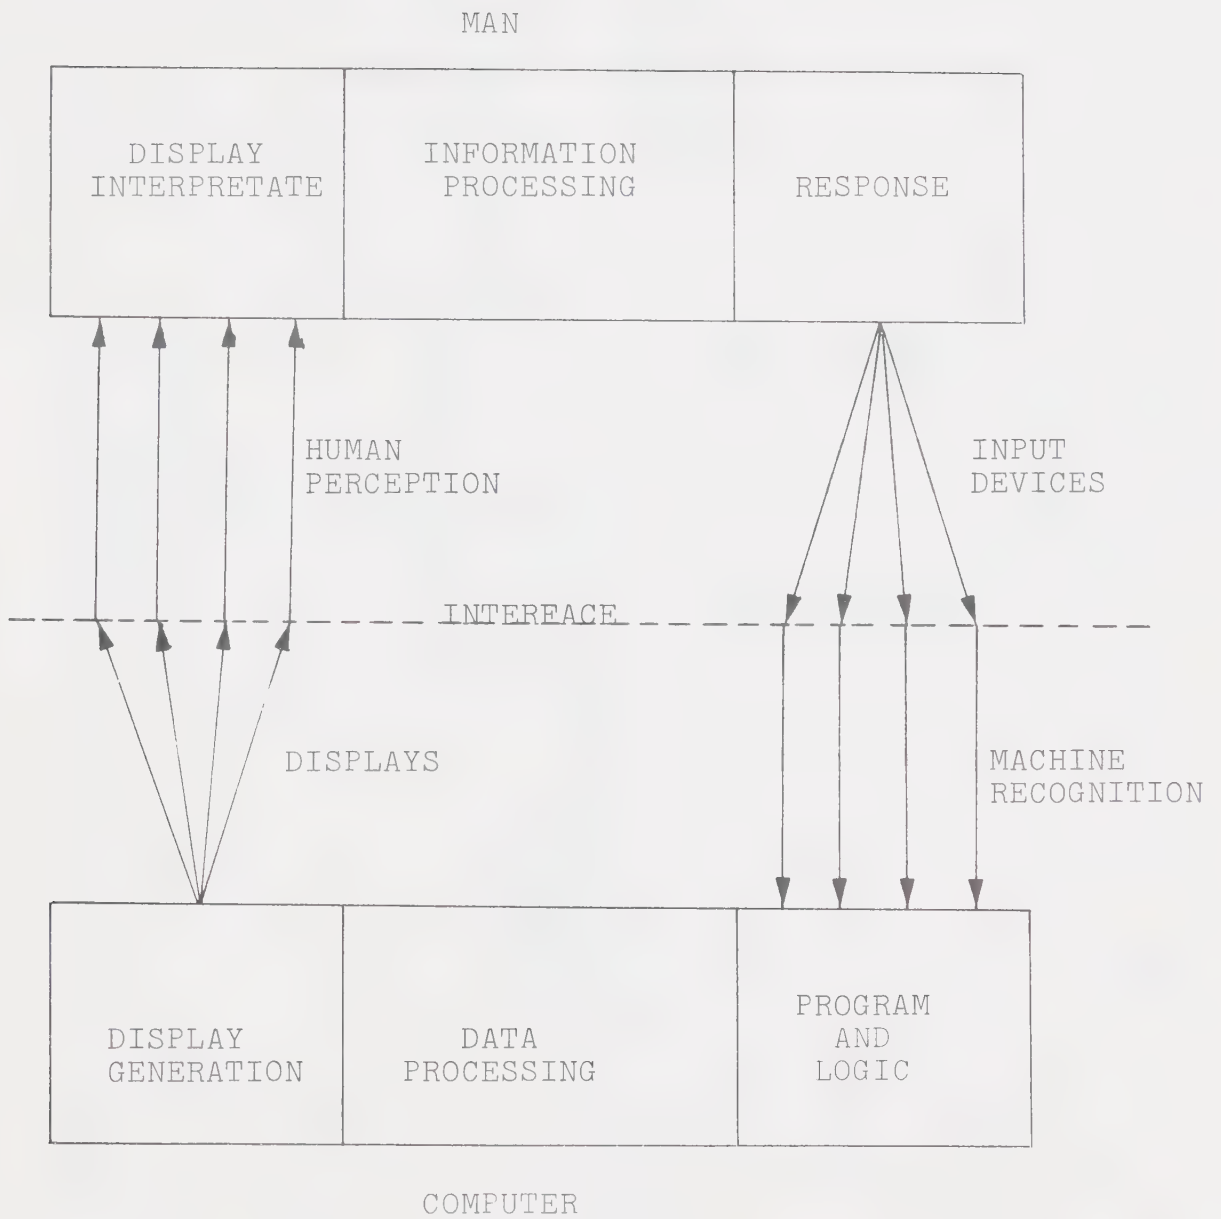 MAN
DISPLAY
INTERPRETATE
INFORMATION
PROCESSING
RESPONSE
HUMAN
PERCEPTION
INPUT
DEVICES
INTERFACE
DISPLAYS
MACHINE
RECOGNITION
DISPLAY
GENERATION
DATA
PROCESSING
PROGRAM
AND
LOGIC
COMPUTER